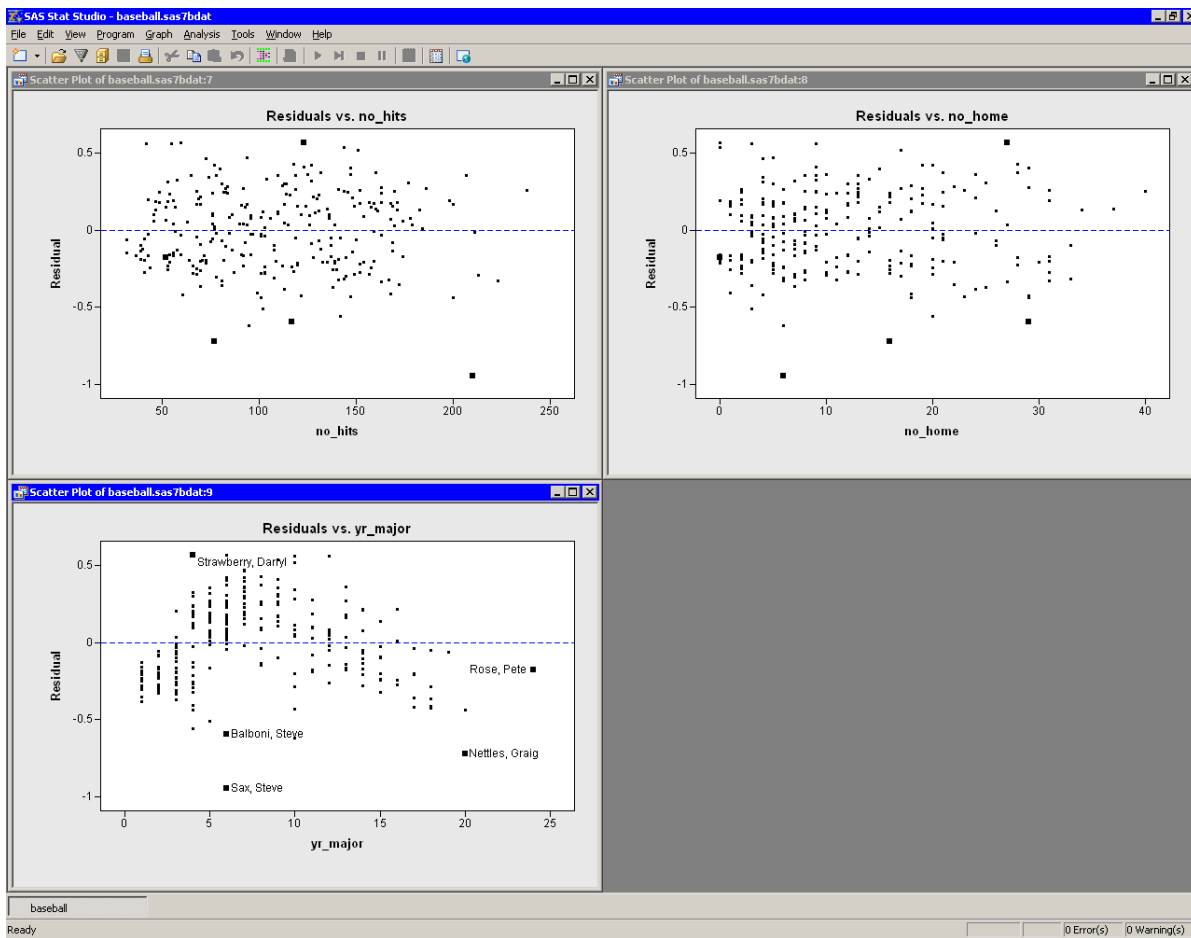 SAS Stat Studio - baseball.sas7bdat
File Edit View Program Graph Analysis Tools Window Help
Scatter Plot of baseball.sas7bdat:7
Residuals vs. no_hits
0.5
0
-0.5
-1
Residual
50 100 150 200 250
no_hits
Scatter Plot of baseball.sas7bdat:8
Residuals vs. no_home
0.5
0
-0.5
-1
Residual
0 10 20 30 40
no_home
Scatter Plot of baseball.sas7bdat:9
Residuals vs. yr_major
0.5
0
-0.5
-1
Residual
Strawberry, Darryl
Rose, Pete
Balboni, Steve
Nettles, Graig
Sax, Steve
0 5 10 15 20 25
yr_major
baseball
Ready 0 Error(s) 0 Warning(s)